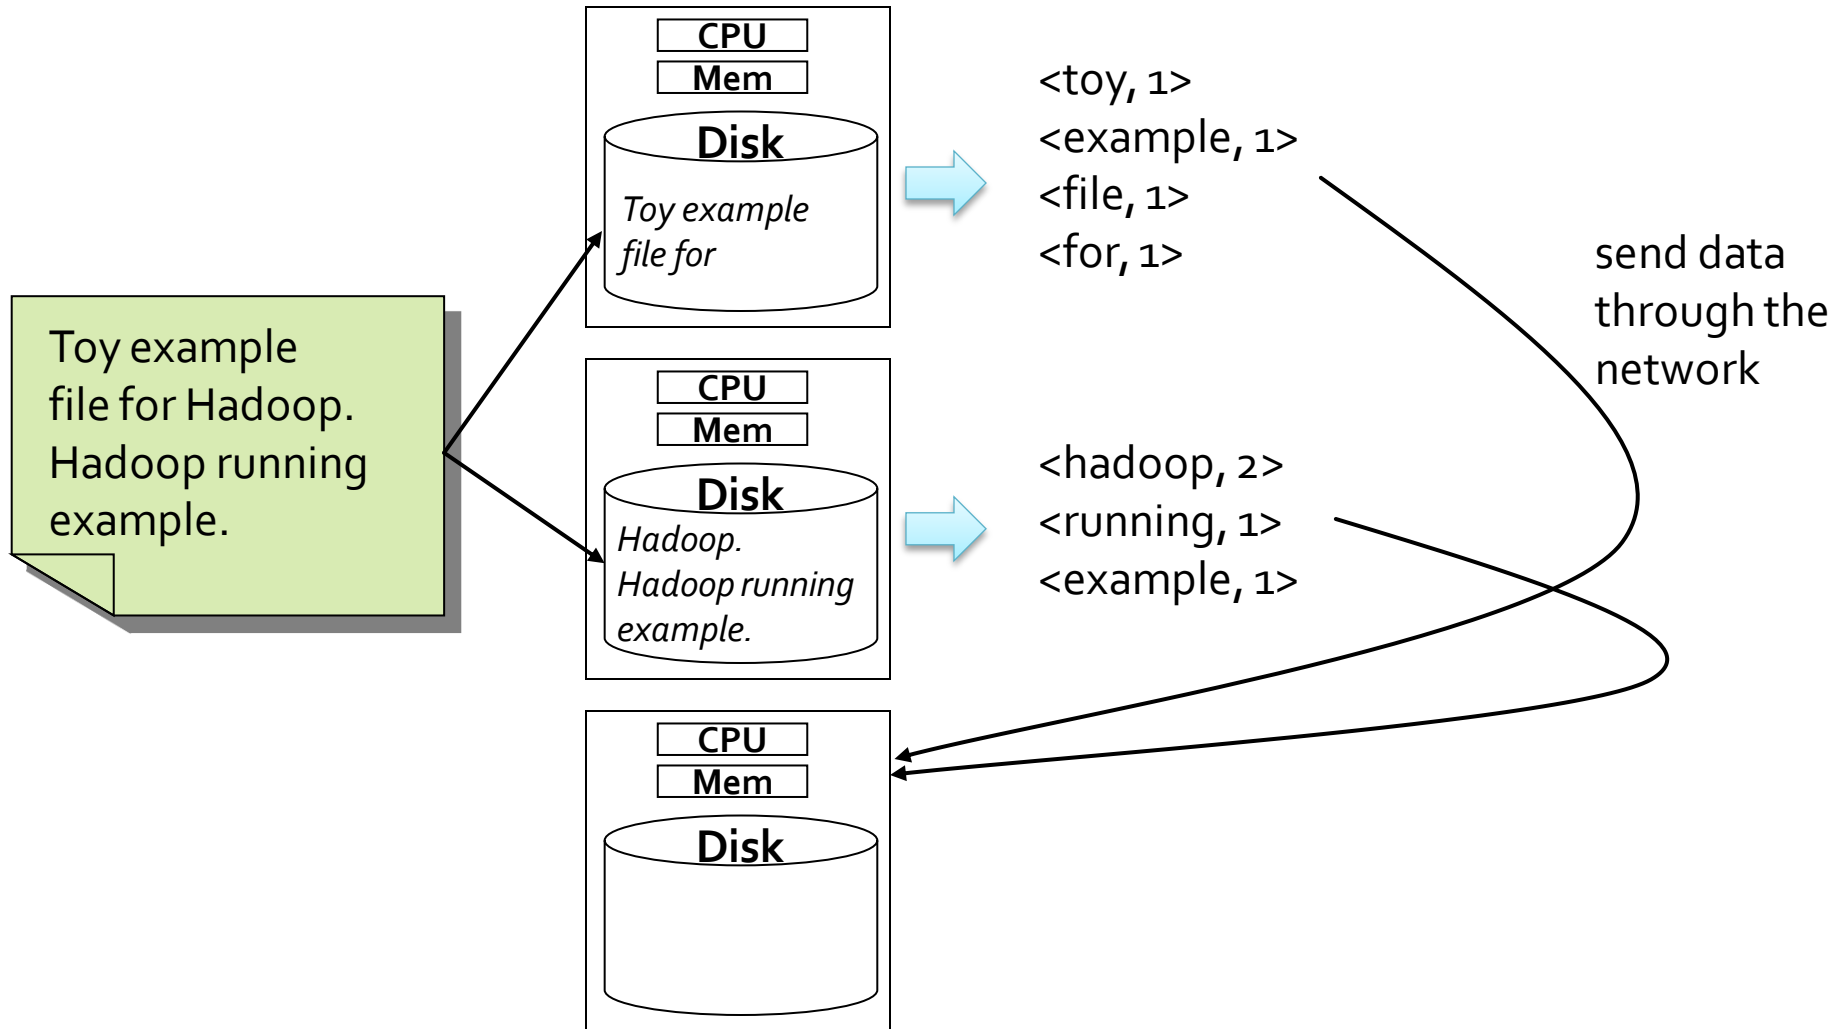 Toy example
file for Hadoop.
Hadoop running
example.
CPU
Mem
Disk
Toy example
file for
<toy, 1>
<example, 1>
<file, 1>
<for, 1>
send data
through the
network
CPU
Mem
Disk
Hadoop.
Hadoop running
example.
<hadoop, 2>
<running, 1>
<example, 1>
CPU
Mem
Disk